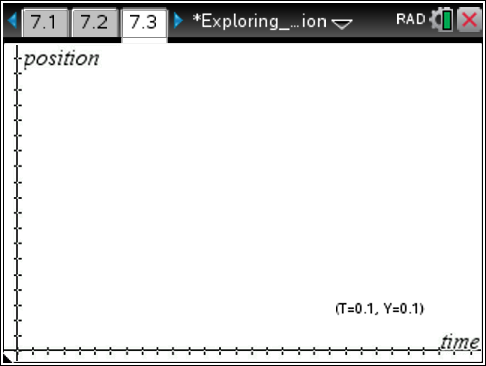 7.1 7.2 7.3 *Exploring_...ion RAD
position
(T=0.1, Y=0.1)
time